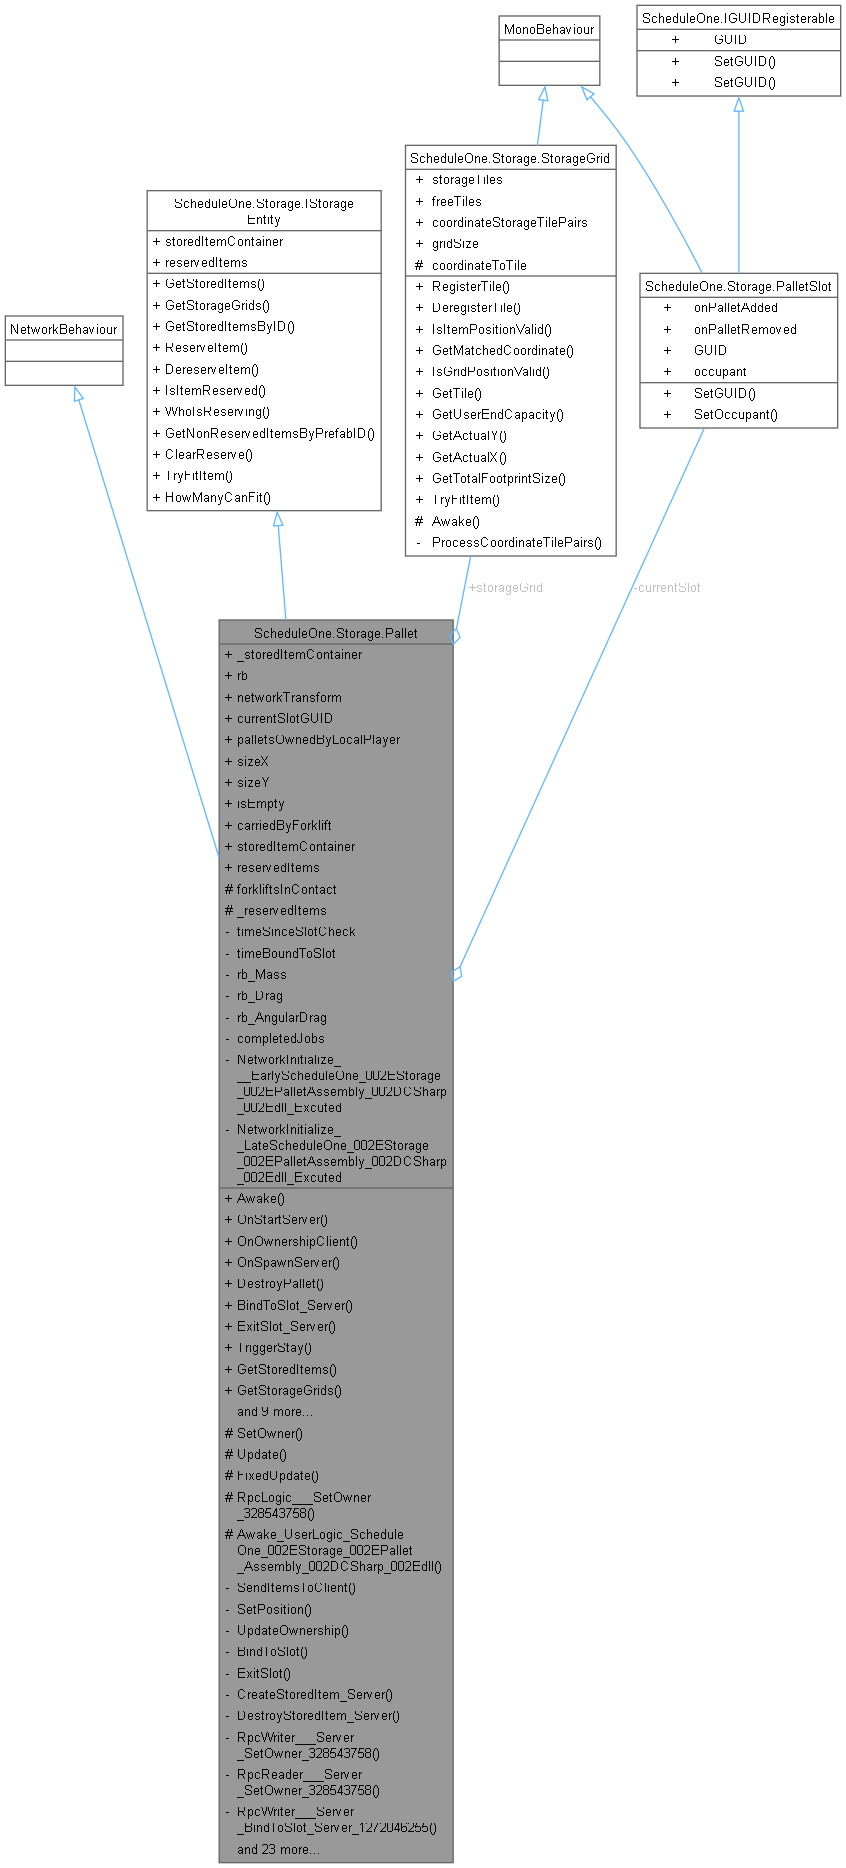 MonoBehaviour
ScheduleOne.IGUIDRegisterable
+ GUID
+ SetGUID()
+ SetGUID()
ScheduleOne.Storage.StorageGrid
+ storageTiles
+ freeTiles
+ coordinateStorageTilePairs
+ gridSize
# coordinateToTile
+ RegisterTile()
+ DeregisterTile()
+ IsItemPositionValid()
+ GetMatchedCoordinate()
+ IsGridPositionValid()
+ GetTile()
+ GetUserEndCapacity()
+ GetActualY()
+ GetActualX()
+ GetTotalFootprintSize()
+ TryFitItem()
# Awake()
- ProcessCoordinateTilePairs()
ScheduleOne.Storage.IStorage
Entity
+ storedItemContainer
+ reservedItems
+ GetStoredItems()
+ GetStorageGrids()
+ GetStoredItemsByID()
+ ReserveItem()
+ DereserveItem()
+ IsItemReserved()
+ WhoIsReserving()
+ GetNonReservedItemsByPrefabID()
+ ClearReserve()
+ TryFitItem()
+ HowManyCanFit()
ScheduleOne.Storage.PalletSlot
+ onPalletAdded
+ onPalletRemoved
+ GUID
+ occupant
+ SetGUID()
+ SetOccupant()
NetworkBehaviour
+storageGrid
-currentSlot
ScheduleOne.Storage.Pallet
+ _storedItemContainer
+ rb
+ networkTransform
+ currentSlotGUID
+ palletsOwnedByLocalPlayer
+ sizeX
+ sizeY
+ isEmpty
+ carriedByForklift
+ storedItemContainer
+ reservedItems
# forkliftsInContact
# _reservedItems
- timeSinceSlotCheck
- timeBoundToSlot
- rb_Mass
- rb_Drag
- rb_AngularDrag
- completedJobs
- NetworkInitialize_
__EarlyScheduleOne_002EStorage
_002EPalletAssembly_002DCSharp
_002Edll_Excuted
- NetworkInitialize_
_LateScheduleOne_002EStorage
_002EPalletAssembly_002DCSharp
_002Edll_Excuted
+ Awake()
+ OnStartServer()
+ OnOwnershipClient()
+ OnSpawnServer()
+ DestroyPallet()
+ BindToSlot_Server()
+ ExitSlot_Server()
+ TriggerStay()
+ GetStoredItems()
+ GetStorageGrids()
and 9 more...
# SetOwner()
# Update()
# FixedUpdate()
# RpcLogic___SetOwner
_328543758()
# Awake_UserLogic_Schedule
One_002EStorage_002EPallet
_Assembly_002DCSharp_002Edll()
- SendItemsToClient()
- SetPosition()
- UpdateOwnership()
- BindToSlot()
- ExitSlot()
- CreateStoredItem_Server()
- DestroyStoredItem_Server()
- RpcWriter___Server
_SetOwner_328543758()
- RpcReader___Server
_SetOwner_328543758()
- RpcWriter___Server
_BindToSlot_Server_1272046255()
and 23 more...